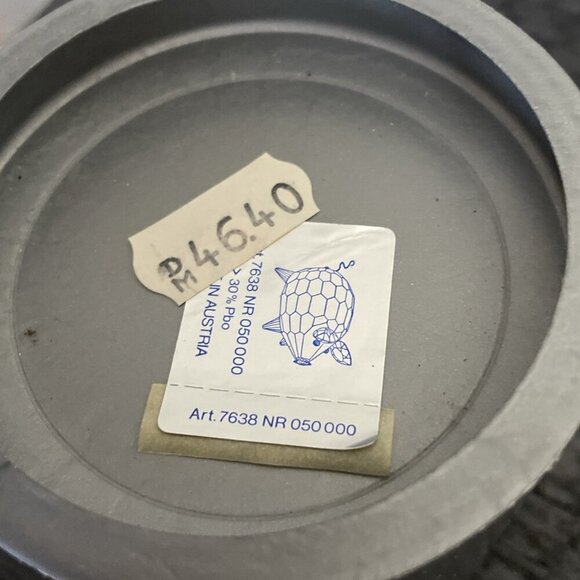 DM 46.40
t.7638 NR 050 000
> 30% Pbo
IN AUSTRIA
Art. 7638 NR 050 000